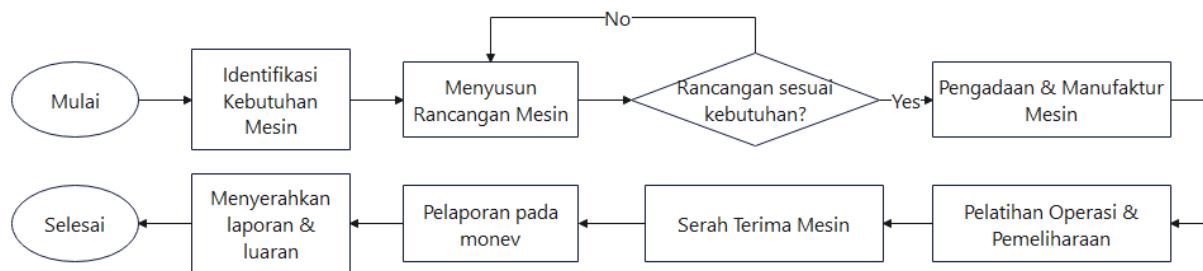 No
Mulai
Identifikasi
Kebutuhan
Mesin
Menyusun
Rancangan Mesin
Rancangan sesuai
kebutuhan?
Yes
Pengadaan & Manufaktur
Mesin
Pelatihan Operasi &
Pemeliharaan
Serah Terima Mesin
Pelaporan pada
monev
Menyerahkan
laporan &
luaran
Selesai